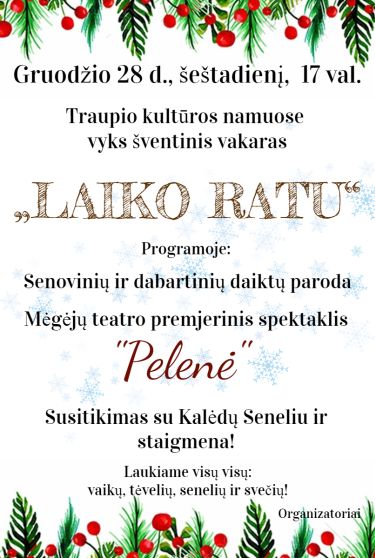 Gruodžio 28 d., šeštadienį, 17 val.
Traupio kultūros namuose
vyks šventinis vakaras
„LAIKO RATU“
Programoje:
Senovinių ir dabartinių daiktų paroda
Mėgėjų teatro premjerinis spektaklis
"Pelenė"
Susitikimas su Kalėdų Seneliu ir
staigmena!
Laukiame visų visų:
vaikų, tėvelių, senelių ir svečių!
Organizatoriai